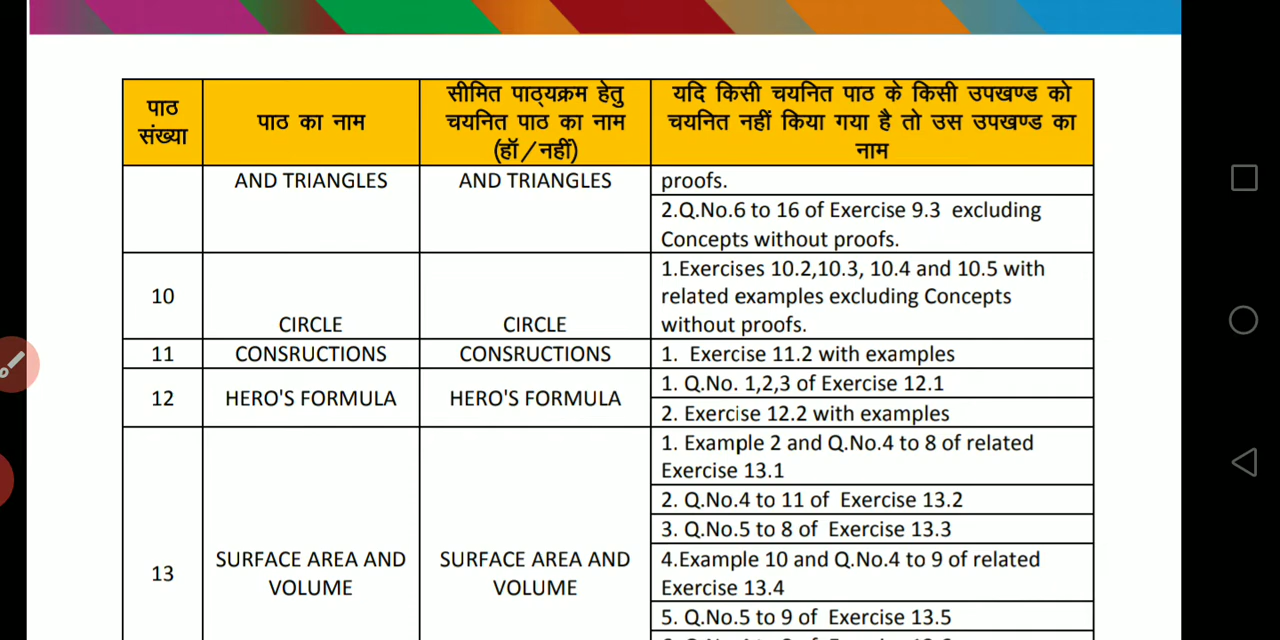 पाठ संख्या
पाठ का नाम
सीमित पाठ्यक्रम हेतु
चयनित पाठ का नाम
(हॉ/नहीं)
यदि किसी चयनित पाठ के किसी उपखण्ड को
चयनित नहीं किया गया है तो उस उपखण्ड का
नाम
AND TRIANGLES
AND TRIANGLES
proofs.
2.Q.No.6 to 16 of Exercise 9.3 excluding
Concepts without proofs.
10
CIRCLE
CIRCLE
1.Exercises 10.2,10.3, 10.4 and 10.5 with
related examples excluding Concepts
without proofs.
11
CONSRUCTIONS
CONSRUCTIONS
1. Exercise 11.2 with examples
12
HERO'S FORMULA
HERO'S FORMULA
1. Q.No. 1,2,3 of Exercise 12.1
2. Exercise 12.2 with examples
13
SURFACE AREA AND
VOLUME
SURFACE AREA AND
VOLUME
1. Example 2 and Q.No.4 to 8 of related
Exercise 13.1
2. Q.No.4 to 11 of Exercise 13.2
3. Q.No.5 to 8 of Exercise 13.3
4.Example 10 and Q.No.4 to 9 of related
Exercise 13.4
5. Q.No.5 to 9 of Exercise 13.5